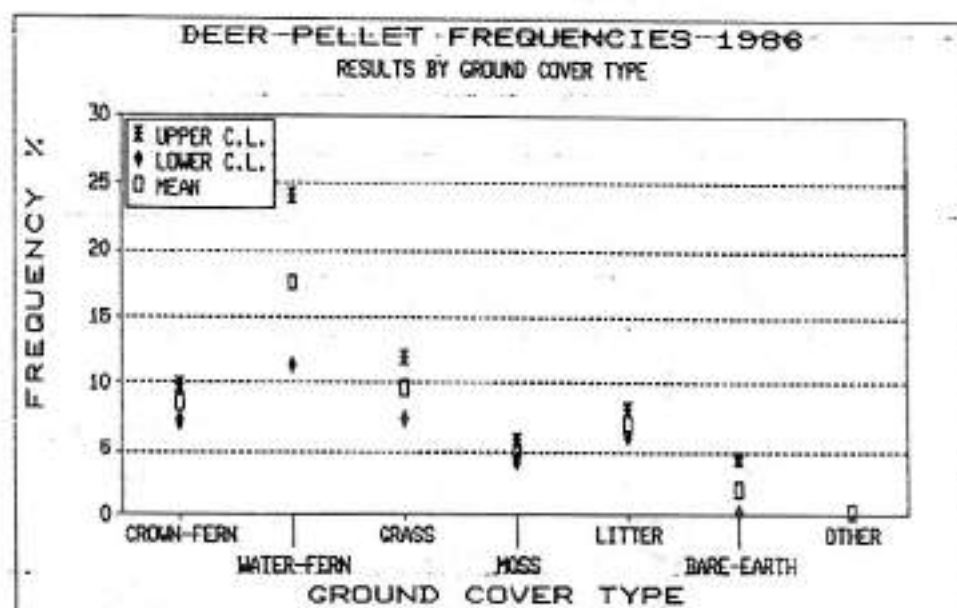 DEER-PELLET FREQUENCIES 1986
RESULTS BY GROUND COVER TYPE
FREQUENCY %
30
25
20
15
10
5
0
UPPER C.L.
LOWER C.L.
MEAN
CROWN-FERN
WATER-FERN
GRASS
MOSS
LITTER
BARE-EARTH
OTHER
GROUND COVER TYPE